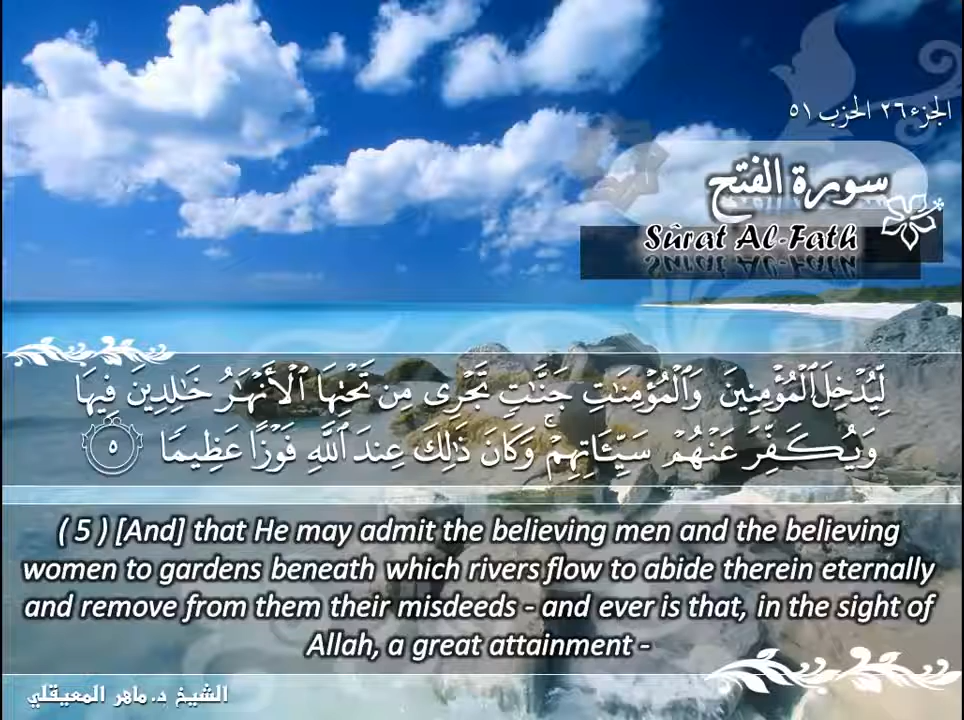 الجزء ٢٦ الحزب ٥١
سورة الفتح
Sûrat Al-Fath
لِّيُدْخِلَ ٱلْمُؤْمِنِينَ وَٱلْمُؤْمِنَٰتِ جَنَّٰتٍ تَجْرِى مِن تَحْتِهَا ٱلْأَنْهَٰرُ خَٰلِدِينَ فِيهَا
وَيُكَفِّرَ عَنْهُمْ سَيِّـَٔاتِهِمْ ۚ وَكَانَ ذَٰلِكَ عِندَ ٱللَّهِ فَوْزًا عَظِيمًا ٥
( 5 ) [And] that He may admit the believing men and the believing
women to gardens beneath which rivers flow to abide therein eternally
and remove from them their misdeeds - and ever is that, in the sight of
Allah, a great attainment -
الشيخ د. ماهر المعيقلي